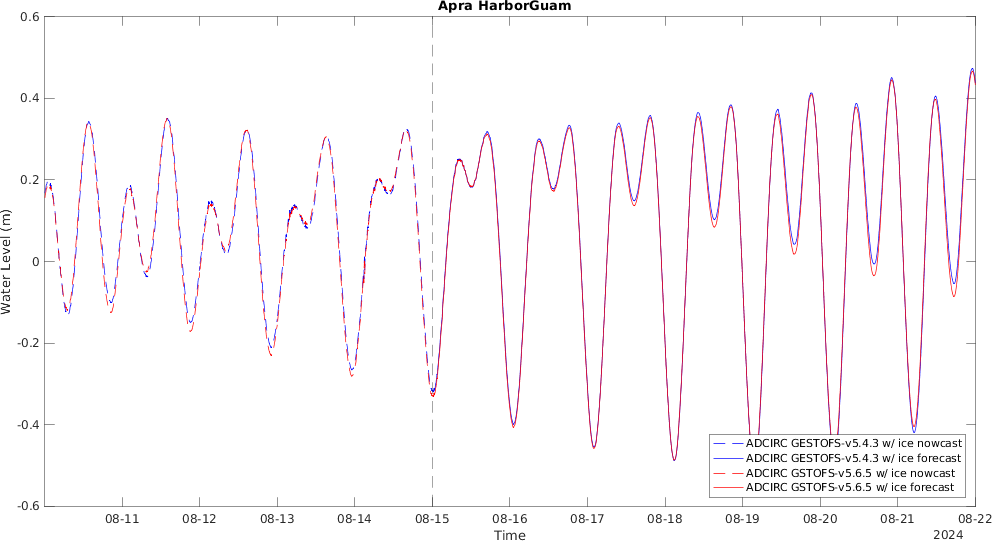 Apra HarborGuam
0.6
0.4
0.2
0
-0.2
-0.4
-0.6
Water Level (m)
ADCIRC GESTOFS-v5.4.3 w/ ice nowcast
ADCIRC GESTOFS-v5.4.3 w/ ice forecast
ADCIRC GSTOFS-v5.6.5 w/ ice nowcast
ADCIRC GSTOFS-v5.6.5 w/ ice forecast
08-11 08-12 08-13 08-14 08-15 08-16 08-17 08-18 08-19 08-20 08-21 08-22
Time
2024